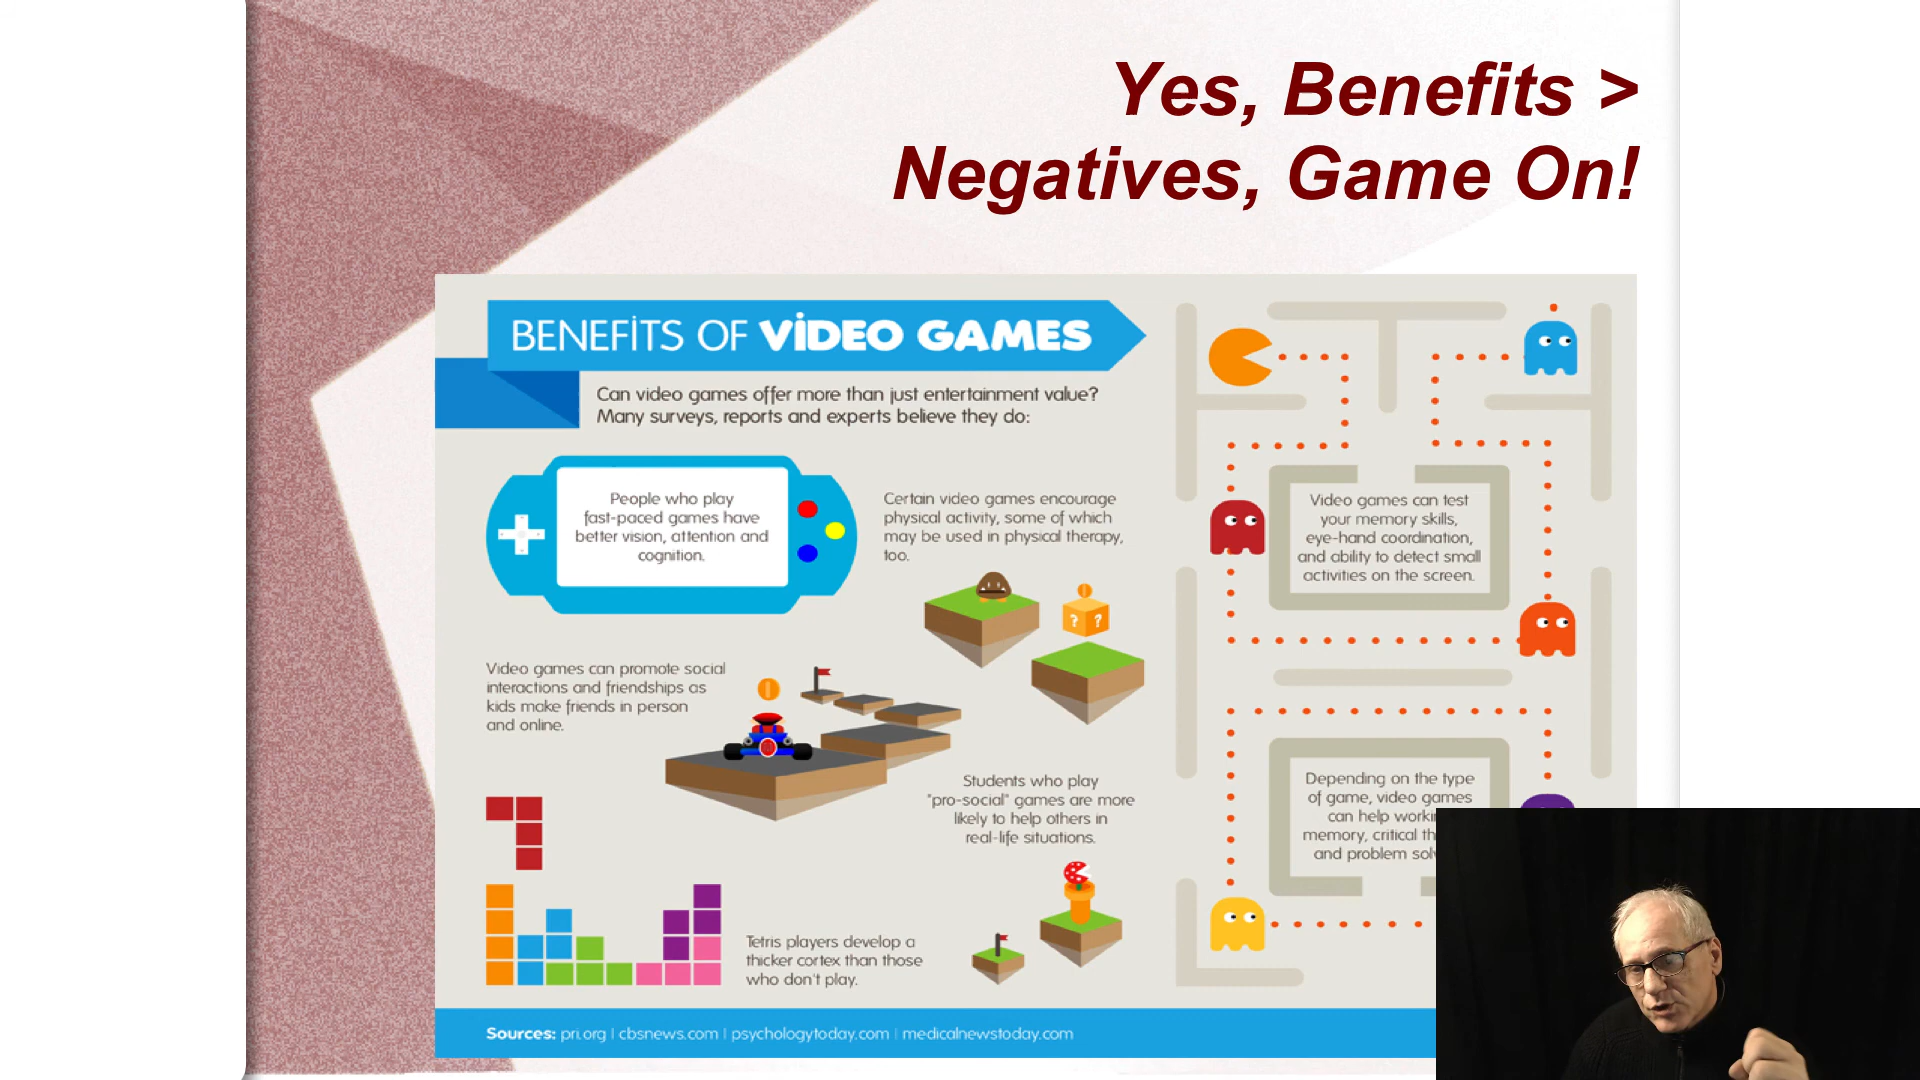 Yes, Benefits >
Negatives, Game On!
BENEFITS OF VIDEO GAMES
Can video games offer more than just entertainment value?
Many surveys, reports and experts believe they do:
People who play
fast-paced games have
better vision, attention and
cognition.
Certain video games encourage
physical activity, some of which
may be used in physical therapy,
too.
? ?
Video games can test
your memory skills,
eye-hand coordination,
and ability to detect small
activities on the screen.
Video games can promote social
interactions and friendships as
kids make friends in person
and online.
Students who play
"pro-social" games are more
likely to help others in
real-life situations.
Depending on the type
of game, video games
can help
memory, critical
and problem
Tetris players develop a
thicker cortex than those
who don't play.
Sources: pri.org | cbsnews.com | psychologytoday.com | medicalnewstoday.com